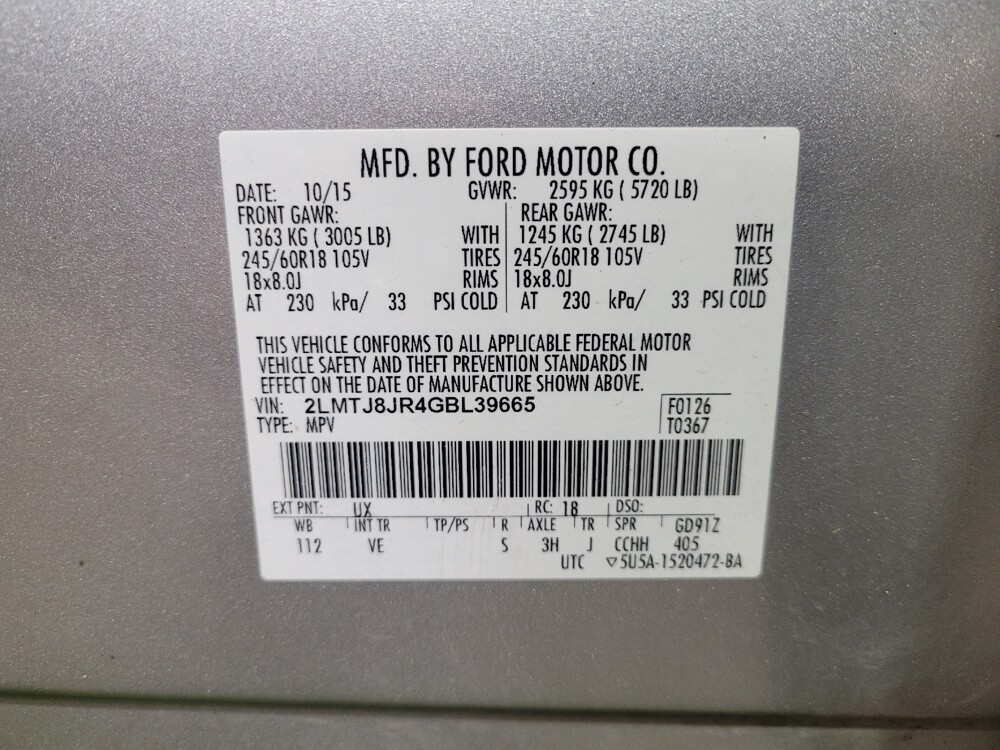 MFD. BY FORD MOTOR CO.
DATE: 10/15 GVWR: 2595 KG ( 5720 LB)
FRONT GAWR: REAR GAWR:
1363 KG ( 3005 LB) WITH 1245 KG ( 2745 LB) WITH
245/60R18 105V TIRES 245/60R18 105V TIRES
18x8.0J RIMS 18x8.0J RIMS
AT 230 kPa/ 33 PSI COLD AT 230 kPa/ 33 PSI COLD
THIS VEHICLE CONFORMS TO ALL APPLICABLE FEDERAL MOTOR
VEHICLE SAFETY AND THEFT PREVENTION STANDARDS IN
EFFECT ON THE DATE OF MANUFACTURE SHOWN ABOVE.
VIN: 2LMTJ8JR4GBL39665 F0126
TYPE: MPV T0367
EXT PNT: UX RC: 18 DSO:
WB INT TR TP/PS R AXLE TR SPR GD91Z
112 VE S 3H J CCHH 405
UTC ▽5U5A-1520472-BA